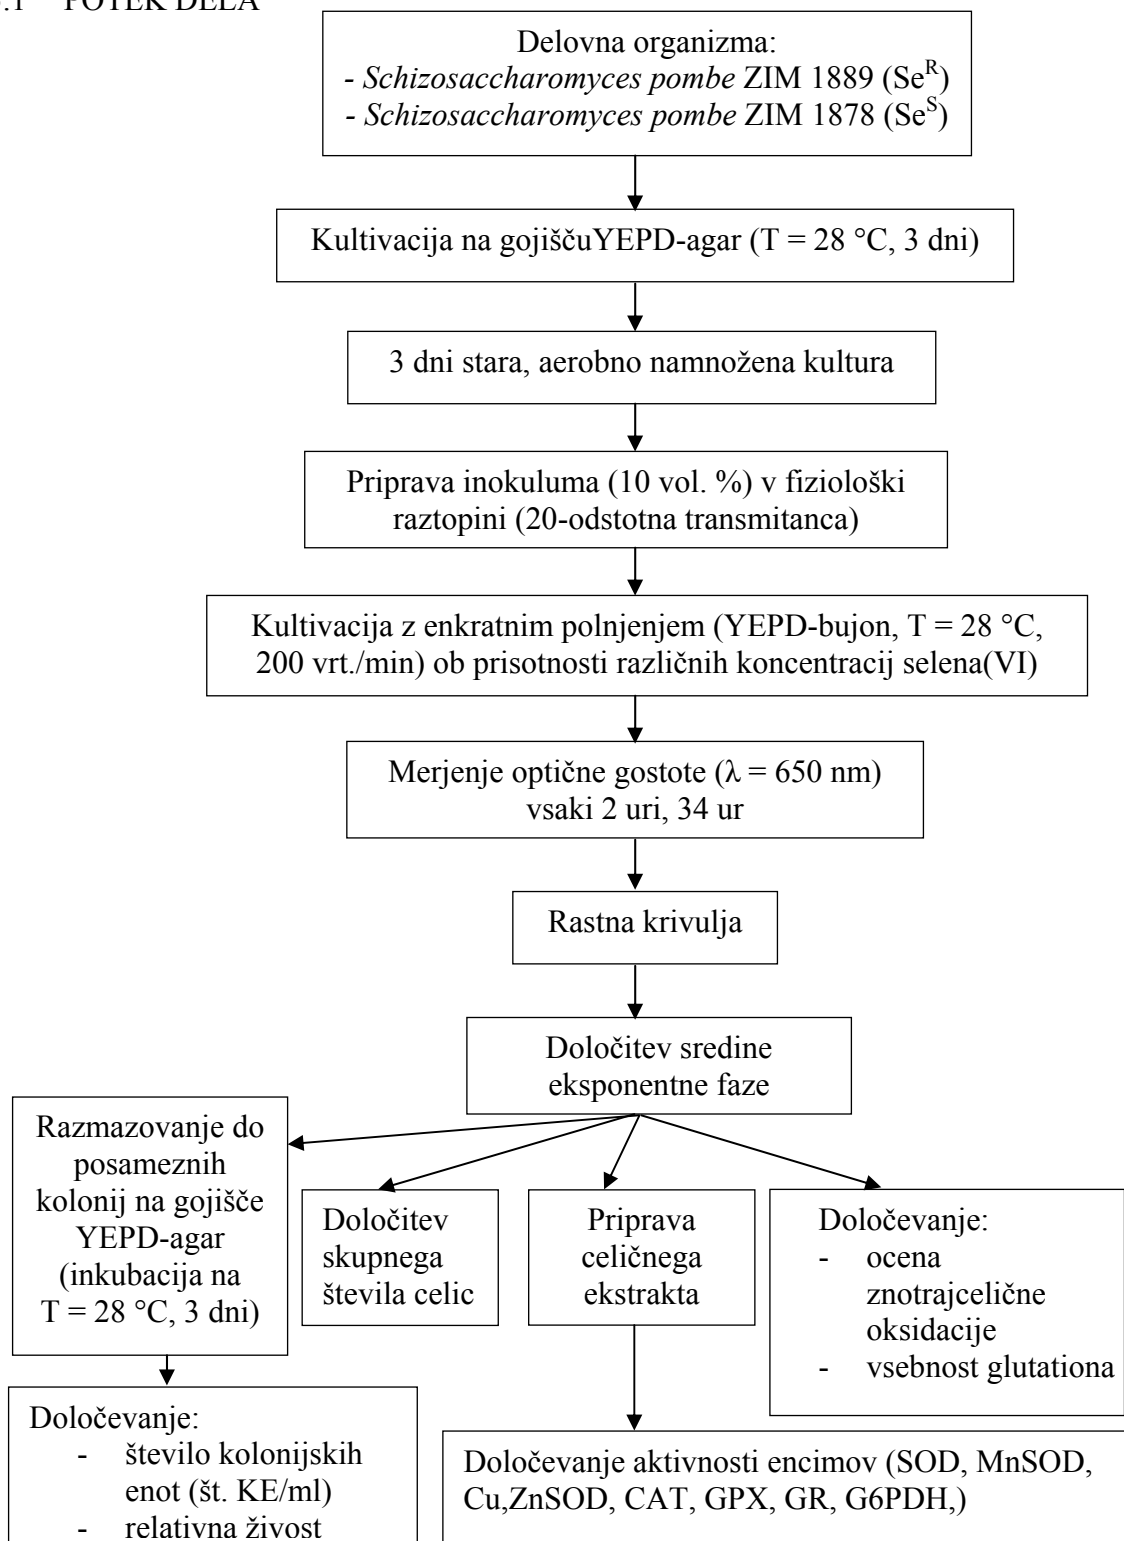 .1 POTEK DELA
Delovna organizma:
- Schizosaccharomyces pombe ZIM 1889 (Se^R)
- Schizosaccharomyces pombe ZIM 1878 (Se^S)
Kultivacija na gojiščuYEPD-agar (T = 28 °C, 3 dni)
3 dni stara, aerobno namnožena kultura
Priprava inokuluma (10 vol. %) v fiziološki
raztopini (20-odstotna transmitanca)
Kultivacija z enkratnim polnjenjem (YEPD-bujon, T = 28 °C,
200 vrt./min) ob prisotnosti različnih koncentracij selena(VI)
Merjenje optične gostote (λ = 650 nm)
vsaki 2 uri, 34 ur
Rastna krivulja
Določitev sredine
eksponentne faze
Razmazovanje do
posameznih
kolonij na gojišče
YEPD-agar
(inkubacija na
T = 28 °C, 3 dni)
Določitev
skupnega
števila celic
Priprava
celičnega
ekstrakta
Določevanje:
- ocena
znotrajcelične
oksidacije
- vsebnost glutationa
Določevanje:
- število kolonijskih
enot (št. KE/ml)
- relativna živost
Določevanje aktivnosti encimov (SOD, MnSOD,
Cu,ZnSOD, CAT, GPX, GR, G6PDH,)